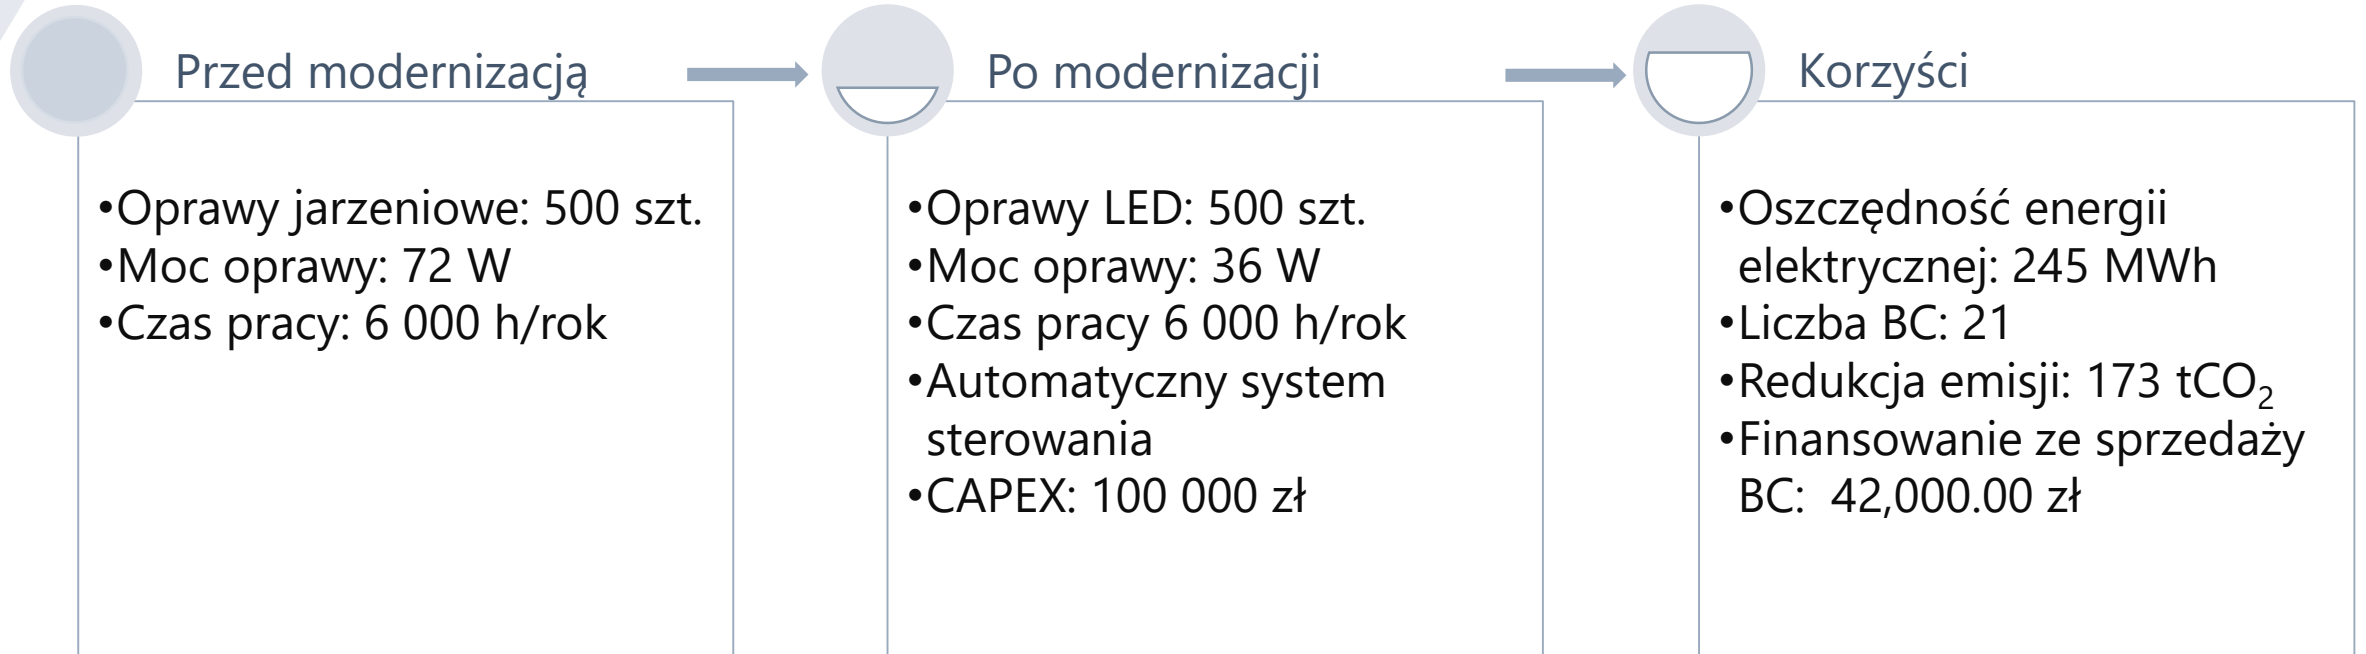 Przed modernizacją
•Oprawy jarzeniowe: 500 szt.
•Moc oprawy: 72 W
•Czas pracy: 6 000 h/rok
Po modernizacji
•Oprawy LED: 500 szt.
•Moc oprawy: 36 W
•Czas pracy 6 000 h/rok
•Automatyczny system
sterowania
•CAPEX: 100 000 zł
Korzyści
•Oszczędność energii
elektrycznej: 245 MWh
•Liczba BC: 21
•Redukcja emisji: 173 tCO₂
•Finansowanie ze sprzedaży
BC: 42,000.00 zł